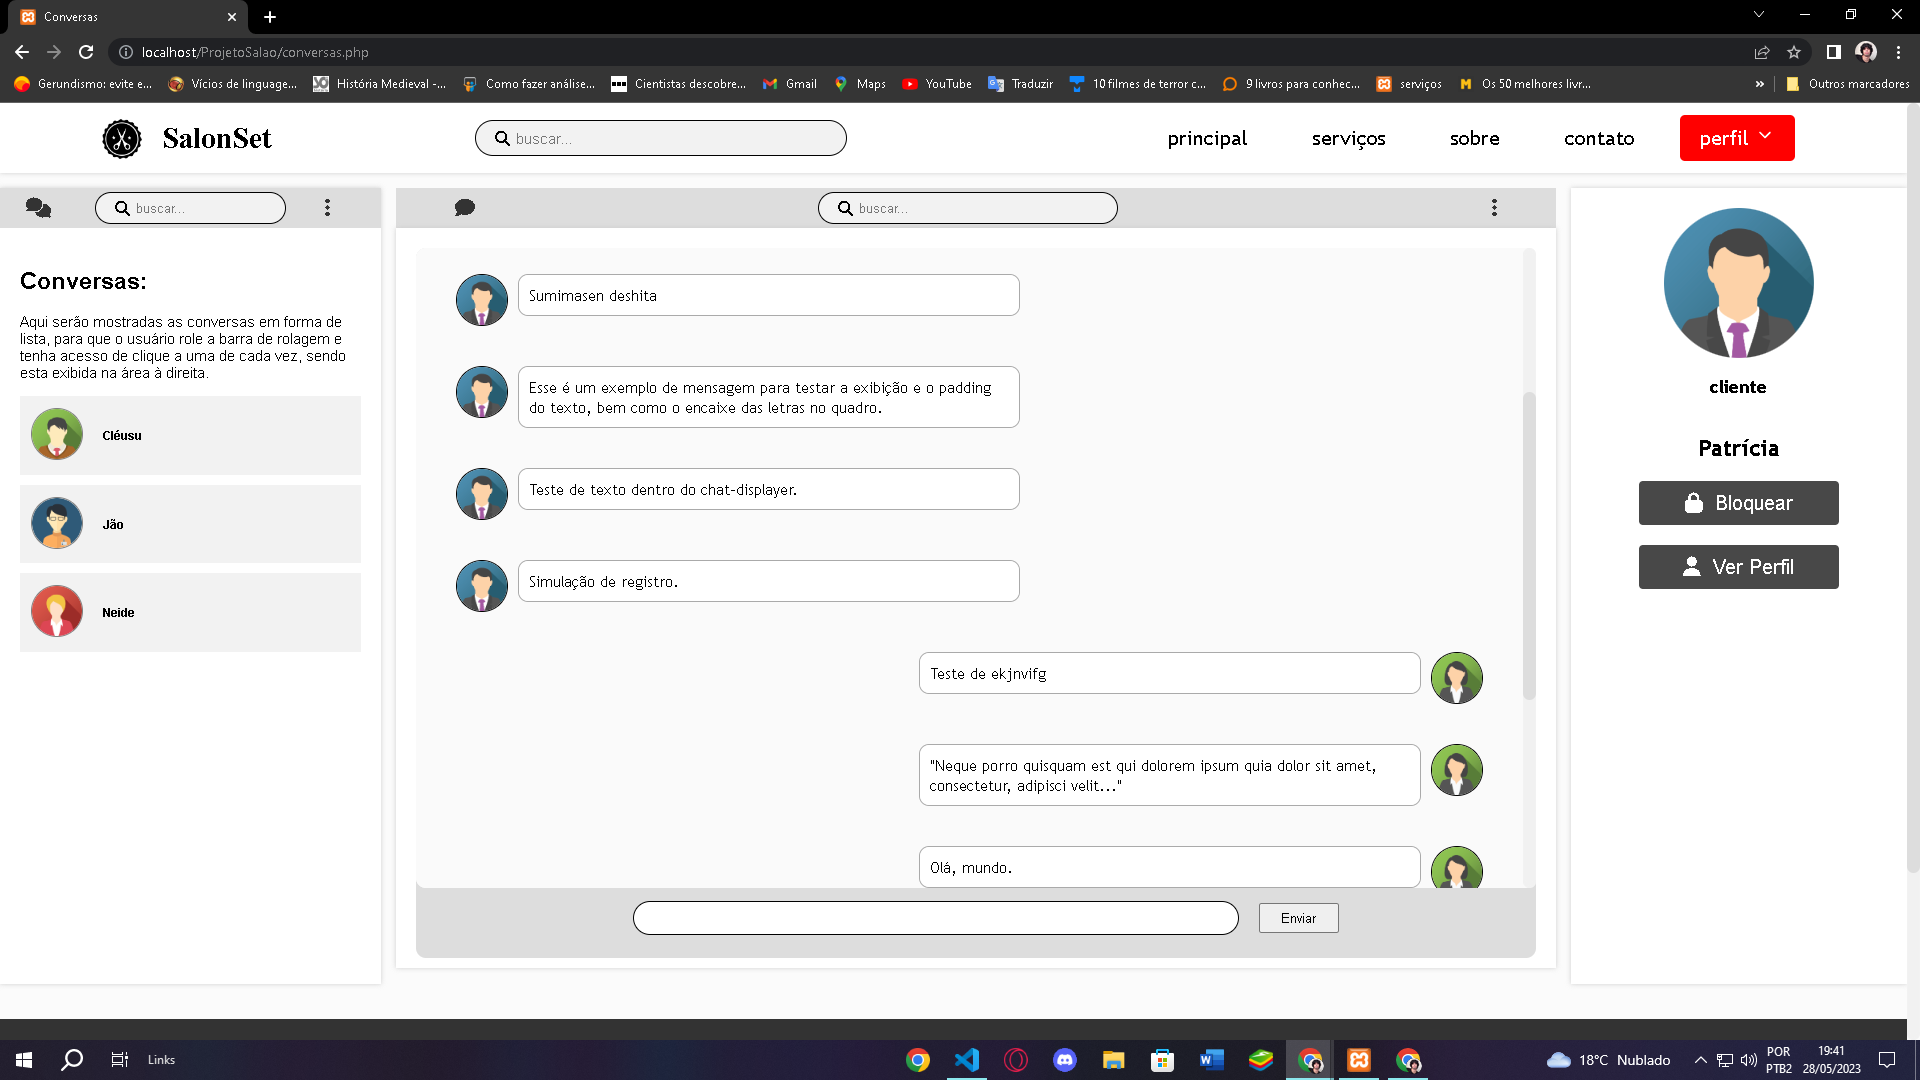 Conversas
localhost/ProjetoSalao/conversas.php
Gerundismo: evite e...
Vícios de linguage...
História Medieval -...
Como fazer análise...
Cientistas descobre...
Gmail
Maps
YouTube
Traduzir
10 filmes de terror c...
9 livros para conhec...
serviços
Os 50 melhores livr...
»
Outros marcadores
SalonSet
buscar...
principal
serviços
sobre
contato
perfil
buscar...
buscar...
Conversas:
Aqui serão mostradas as conversas em forma de
lista, para que o usuário role a barra de rolagem e
tenha acesso de clique a uma de cada vez, sendo
esta exibida na área à direita.
Cléusu
Jão
Neide
Sumimasen deshita
Esse é um exemplo de mensagem para testar a exibição e o padding
do texto, bem como o encaixe das letras no quadro.
Teste de texto dentro do chat-displayer.
Simulação de registro.
Teste de ekjnvifg
"Neque porro quisquam est qui dolorem ipsum quia dolor sit amet,
consectetur, adipisci velit..."
Olá, mundo.
Enviar
cliente
Patrícia
Bloquear
Ver Perfil
Links
18°C Nublado
POR
PTB2
19:41
28/05/2023